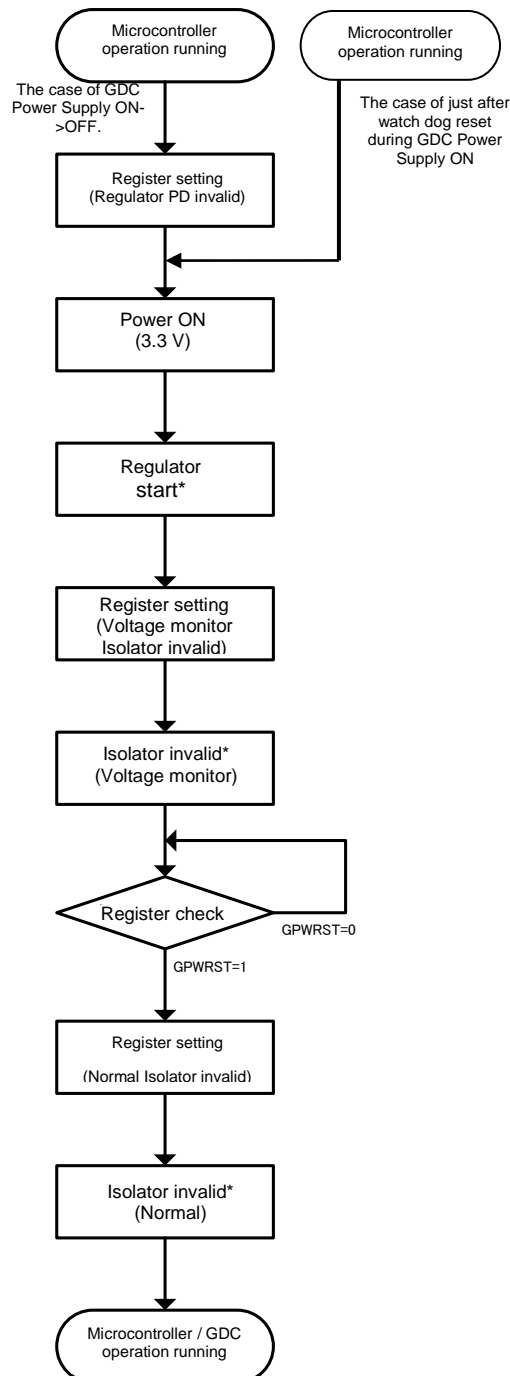 Microcontroller
operation running
Microcontroller
operation running
The case of GDC
Power Supply ON-
>OFF.
The case of just after
watch dog reset
during GDC Power
Supply ON
Register setting
(Regulator PD invalid)
Power ON
(3.3 V)
Regulator
start*
Register setting
(Voltage monitor
Isolator invalid)
Isolator invalid*
(Voltage monitor)
Register check
GPWRST=0
GPWRST=1
Register setting
(Normal Isolator invalid)
Isolator invalid*
(Normal)
Microcontroller / GDC
operation running